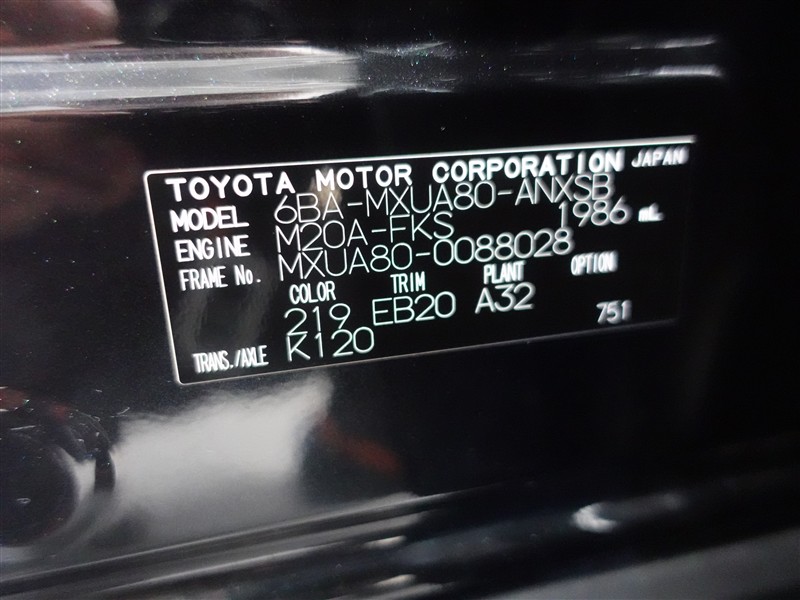 TOYOTA MOTOR CORPORATION JAPAN
MODEL 6BA-MXUA80-ANXSB
ENGINE M20A-FKS 1986 mL
FRAME No. MXUA80-0088028
COLOR TRIM PLANT OPTION
219 EB20 A32
TRANS./AXLE K120 751